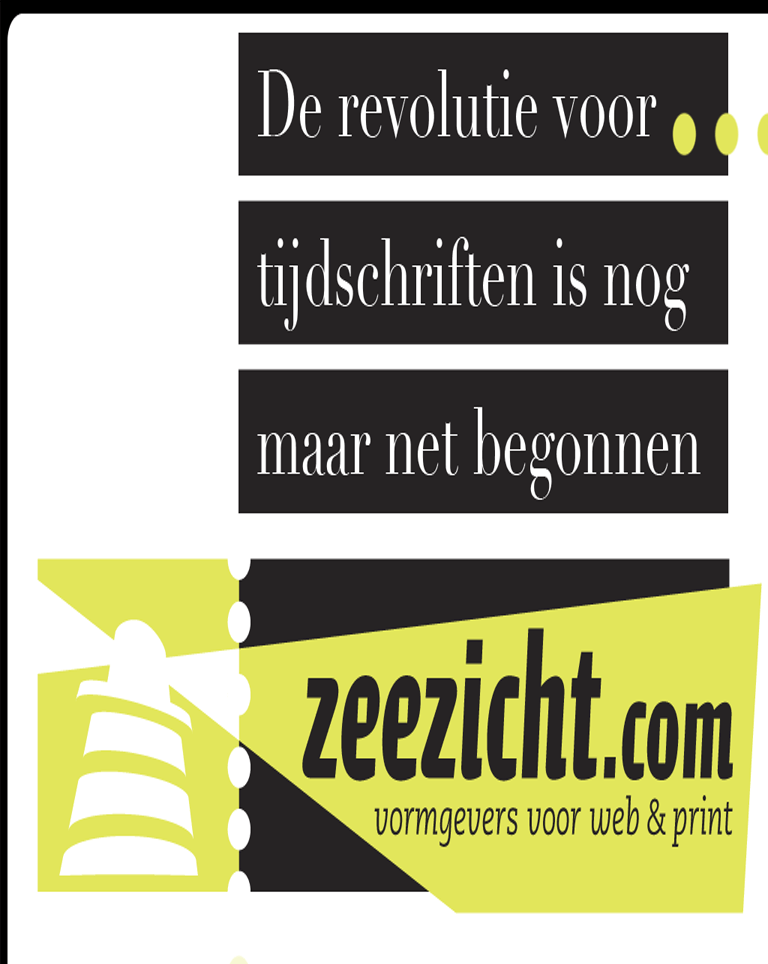 De revolutie voor...
tijdschriften is nog
maar net begonnen
zeezicht.com
vormgevers voor web & print